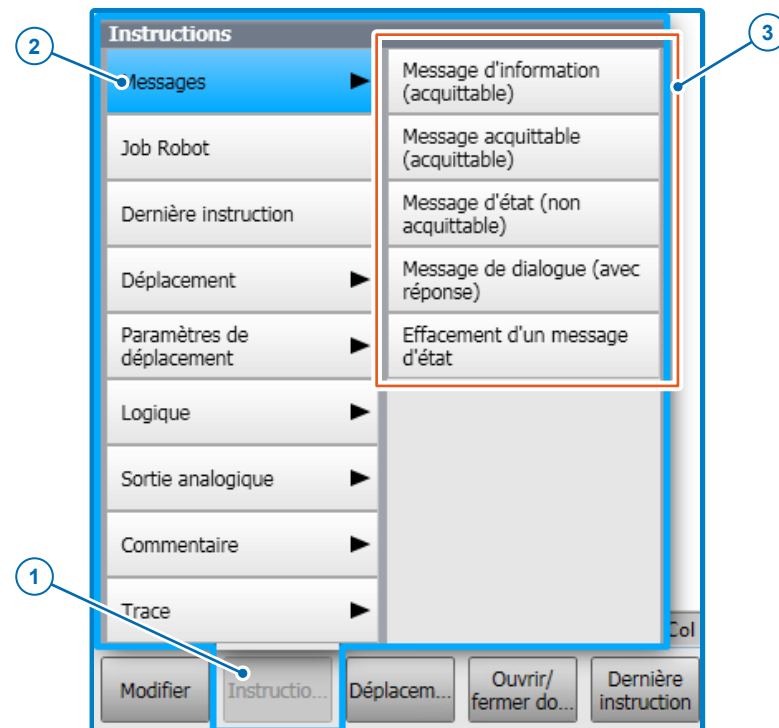 Instructions
2
3
Messages
Message d'information
(acquittable)
Job Robot
Message acquittable
(acquittable)
Dernière instruction
Message d'état (non
acquittable)
Déplacement
Message de dialogue (avec
réponse)
Paramètres de
déplacement
Effacement d'un message
d'état
Logique
Sortie analogique
Commentaire
1
Trace
Col
Modifier
Instructio...
Déplacem...
Ouvrir/
fermer do...
Dernière
instruction